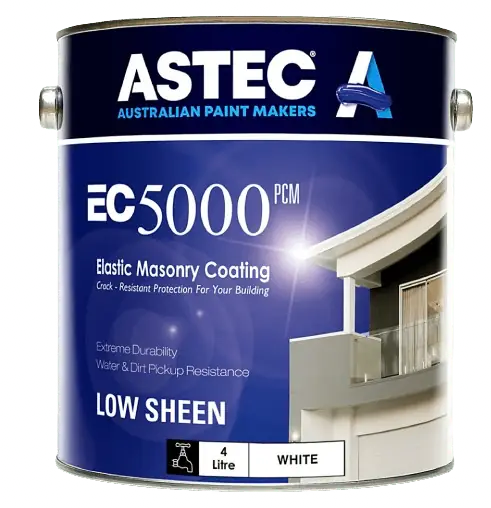 ASTEC®
AUSTRALIAN PAINT MAKERS
EC5000 PCM
Elastic Masonry Coating
Crack - Resistant Protection For Your Building
Extreme Durability
Water & Dirt Pickup Resistance
LOW SHEEN
4 Litre
WHITE